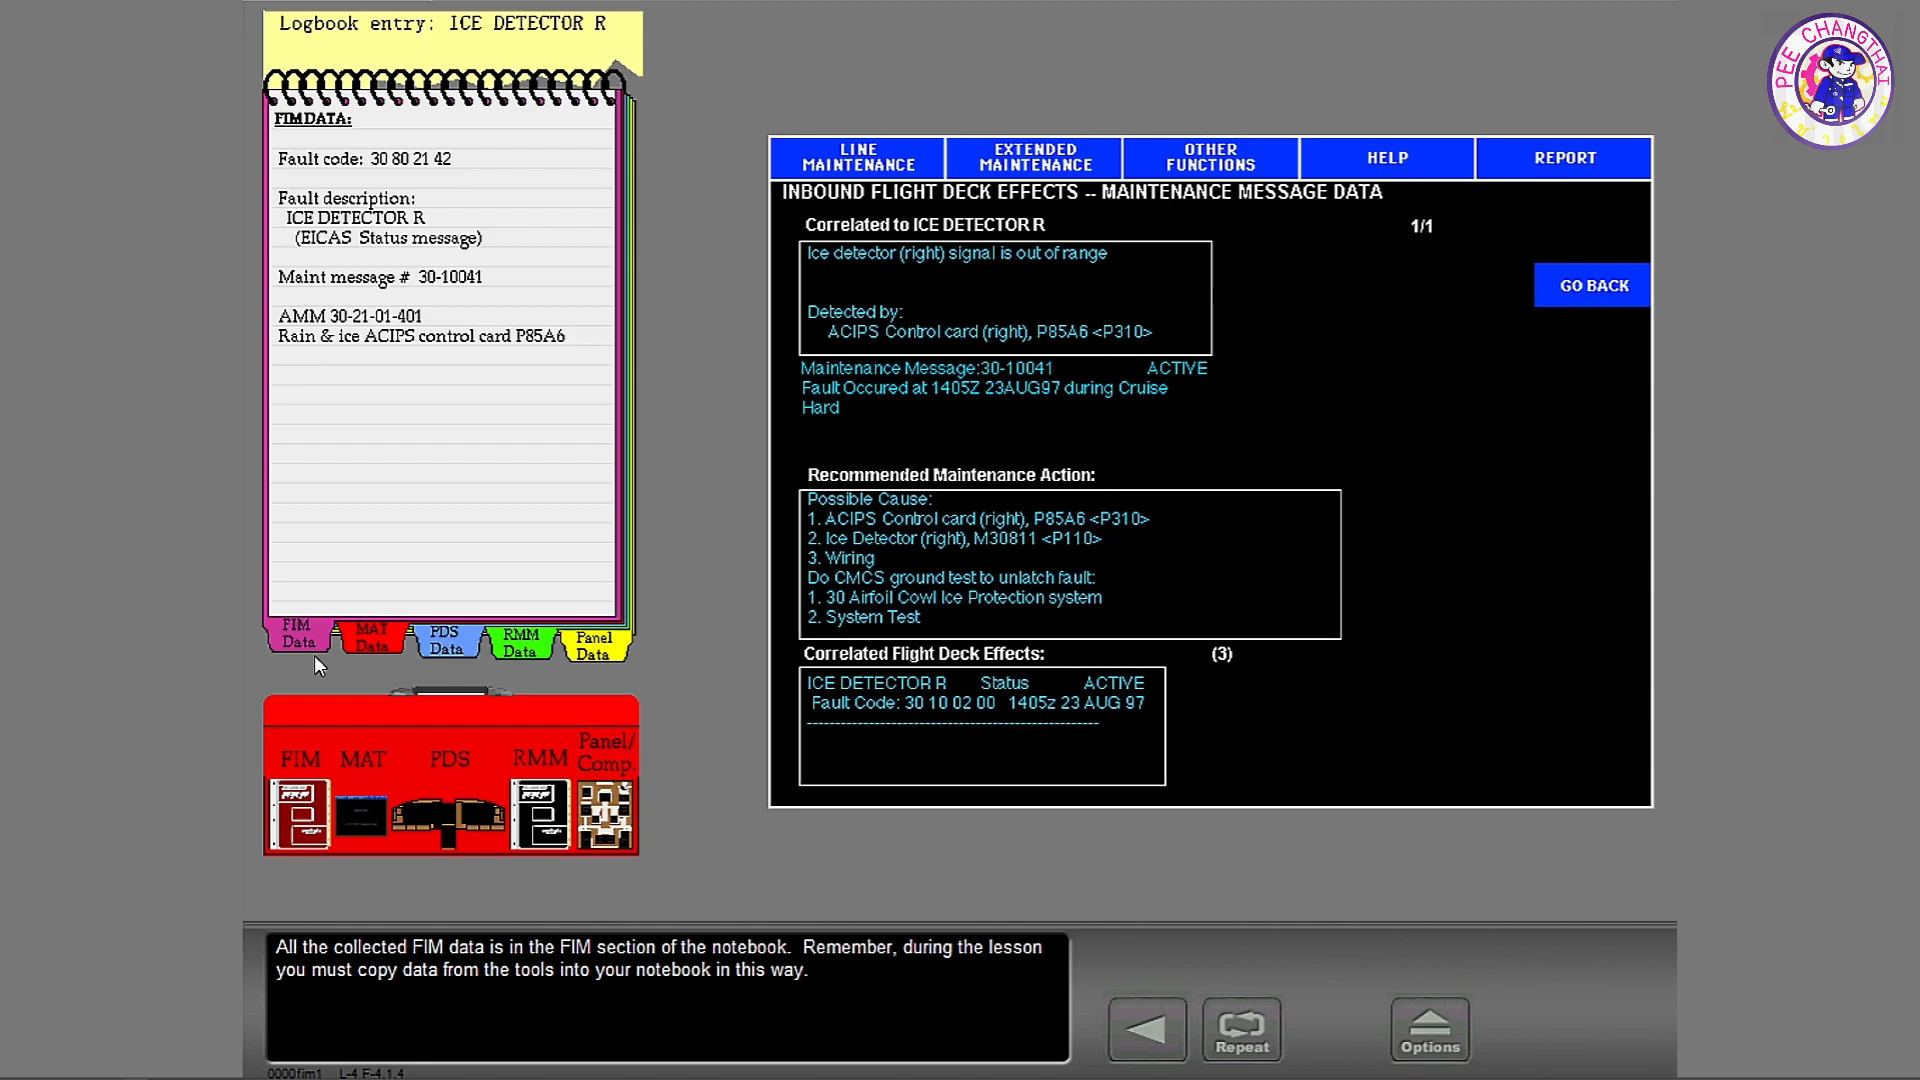 Logbook entry: ICE DETECTOR R
FIM DATA:
Fault code: 30 80 21 42
Fault description:
ICE DETECTOR R
(EICAS Status message)
Maint message # 30-10041
AMM 30-21-01-401
Rain & ice ACIPS control card P85A6
FIM
Data
MAT
Data
PDS
Data
RMM
Data
Panel
Data
FIM
MAT
PDS
RMM
Panel/
Comp.
LINE
MAINTENANCE
EXTENDED
MAINTENANCE
OTHER
FUNCTIONS
HELP
REPORT
INBOUND FLIGHT DECK EFFECTS -- MAINTENANCE MESSAGE DATA
Correlated to ICE DETECTOR R
1/1
Ice detector (right) signal is out of range
Detected by:
ACIPS Control card (right), P85A6 <P310>
GO BACK
Maintenance Message:30-10041 ACTIVE
Fault Occured at 1405Z 23AUG97 during Cruise
Hard
Recommended Maintenance Action:
Possible Cause:
1. ACIPS Control card (right), P85A6 <P310>
2. Ice Detector (right), M30811 <P110>
3. Wiring
Do CMCS ground test to unlatch fault:
1. 30 Airfoil Cowl Ice Protection system
2. System Test
Correlated Flight Deck Effects: (3)
ICE DETECTOR R Status ACTIVE
Fault Code: 30 10 02 00 1405z 23 AUG 97
----------------------------------------------------
All the collected FIM data is in the FIM section of the notebook. Remember, during the lesson
you must copy data from the tools into your notebook in this way.
Repeat
Options
0000fim1 L-4 F-4.1.4
PEE CHANGTHAI